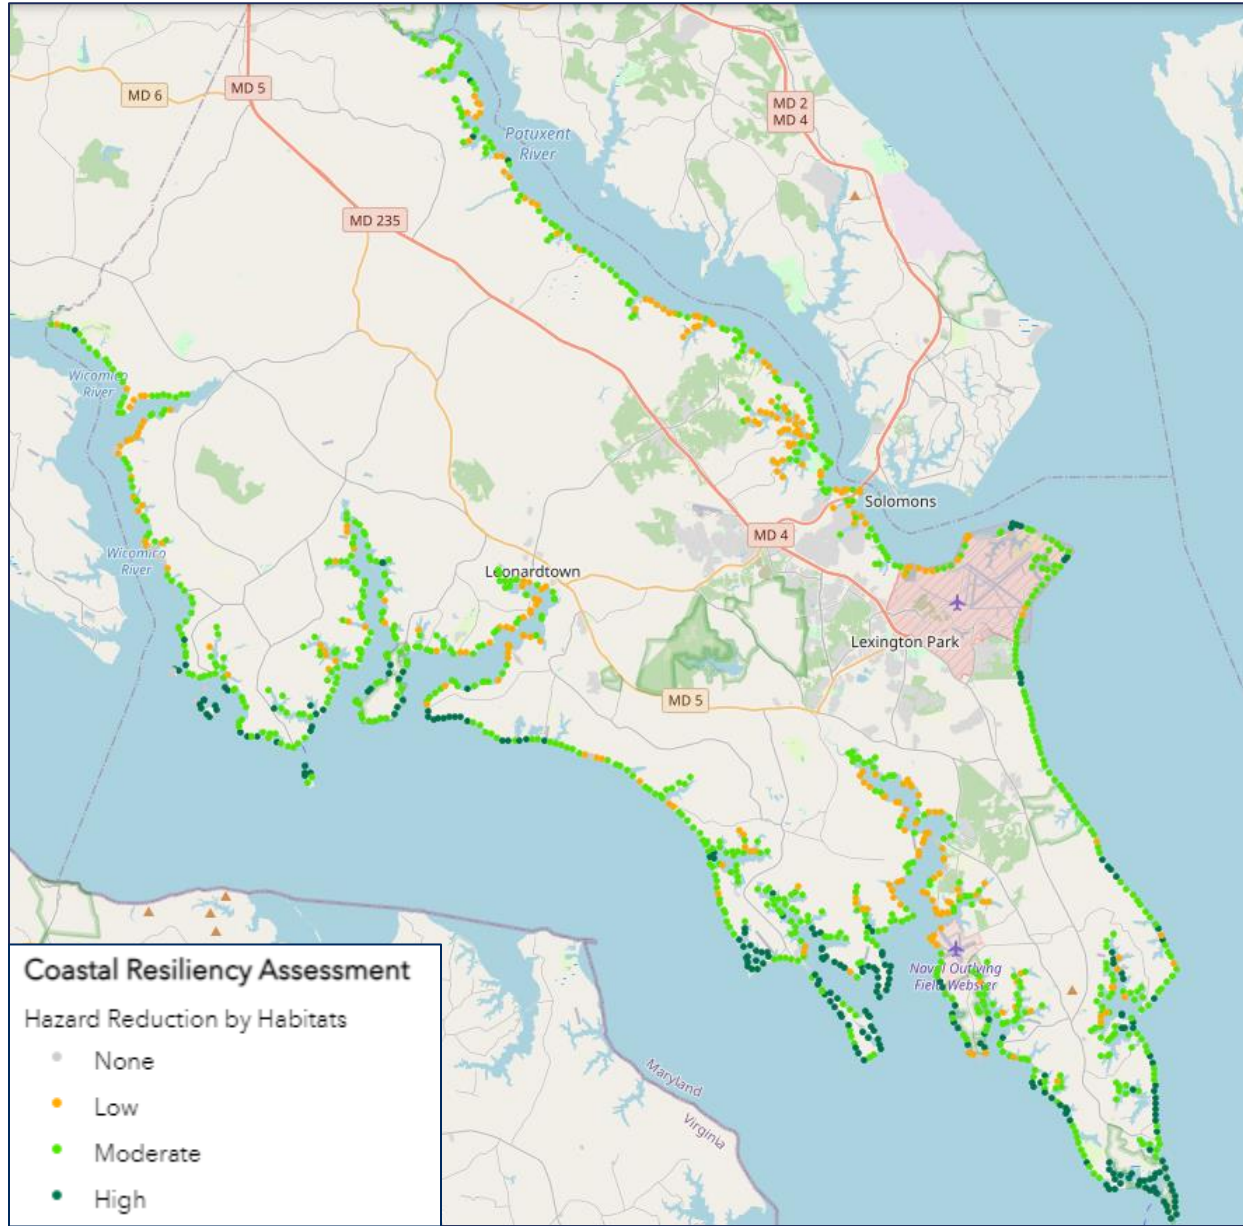 MD 6
MD 5
MD 2
MD 4
Patuxent
River
MD 235
Wicomico
River
Solomons
MD 4
Wicomico
River
Leonardtown
Lexington Park
MD 5
Naval Outlying
Field Webster
Maryland
Virginia
Coastal Resiliency Assessment
Hazard Reduction by Habitats
None
Low
Moderate
High